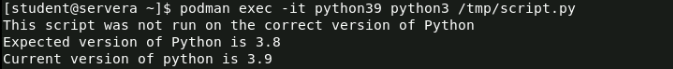 [student@servera ~]$ podman exec -it python39 python3 /tmp/script.py
This script was not run on the correct version of Python
Expected version of Python is 3.8
Current version of python is 3.9